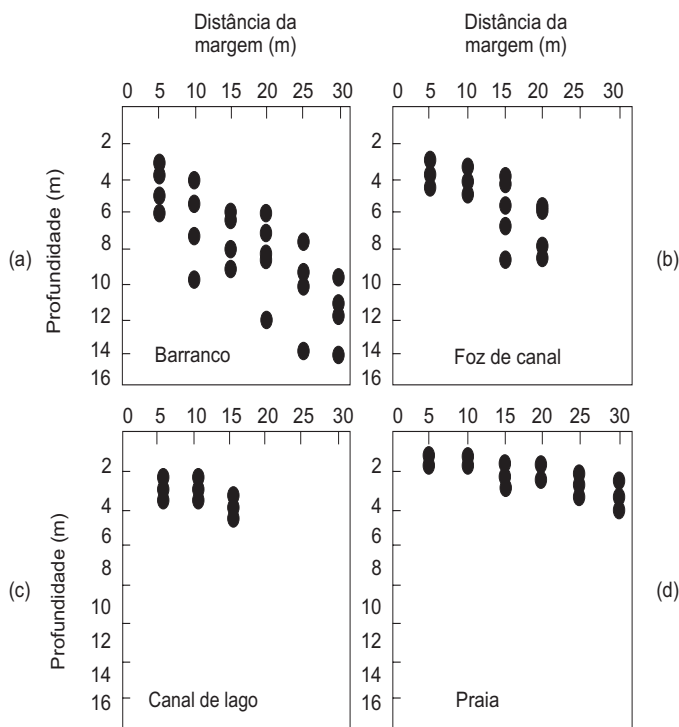 Distância da
margem (m)
Distância da
margem (m)
0 5 10 15 20 25 30
0 5 10 15 20 25 30
2
4
6
8
10
12
14
16
Profundidade (m)
(a)
Barranco
(b)
Foz de canal
0 5 10 15 20 25 30
0 5 10 15 20 25 30
2
4
6
8
10
12
14
16
Profundidade (m)
(c)
Canal de lago
2
4
6
8
10
12
14
16
(d)
Praia
2
4
6
8
10
12
14
16